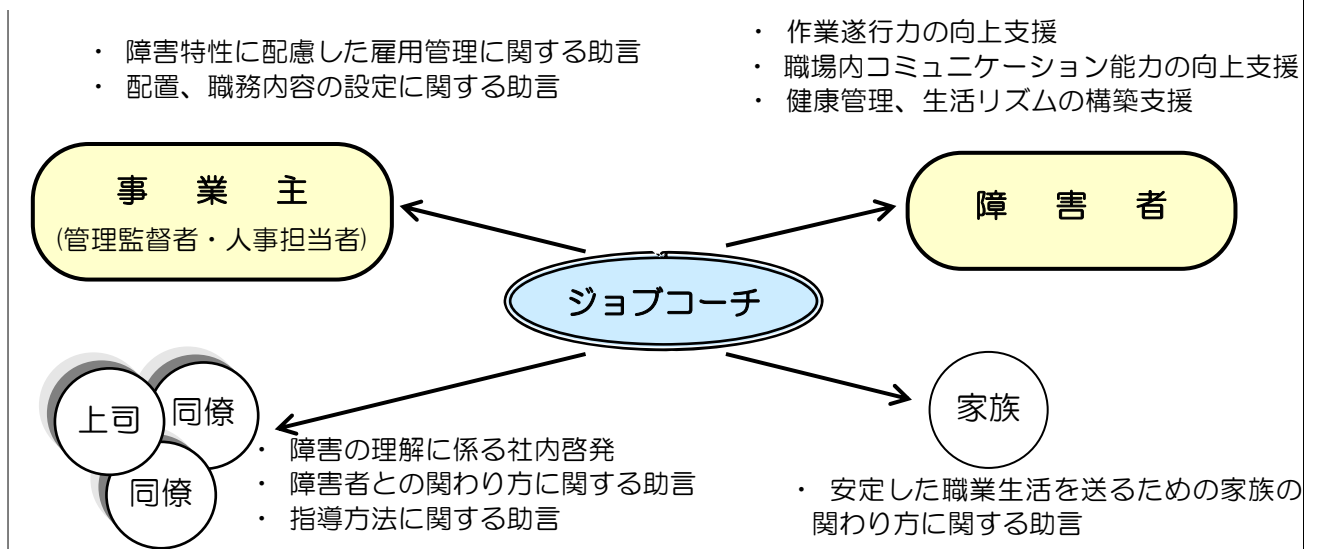 ・ 障害特性に配慮した雇用管理に関する助言
・ 配置、職務内容の設定に関する助言
・ 作業遂行力の向上支援
・ 職場内コミュニケーション能力の向上支援
・ 健康管理、生活リズムの構築支援
事 業 主
(管理監督者・人事担当者)
障 害 者
ジョブコーチ
上司
同僚
同僚
・ 障害の理解に係る社内啓発
・ 障害者との関わり方に関する助言
・ 指導方法に関する助言
家族
・ 安定した職業生活を送るための家族の
関わり方に関する助言